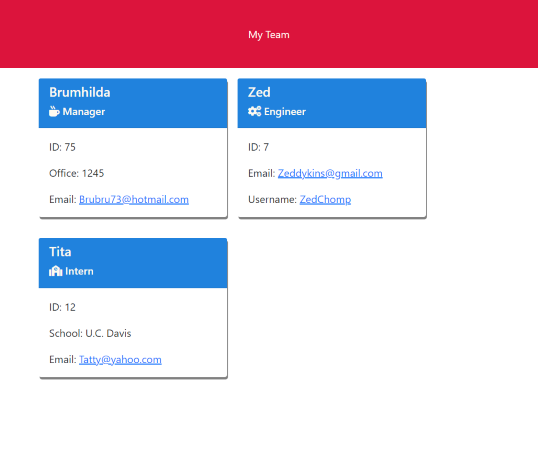 My Team
Brumhilda
Manager
ID: 75
Office: 1245
Email: Brubru73@hotmail.com
Zed
Engineer
ID: 7
Email: Zeddykins@gmail.com
Username: ZedChomp
Tita
Intern
ID: 12
School: U.C. Davis
Email: Tatty@yahoo.com